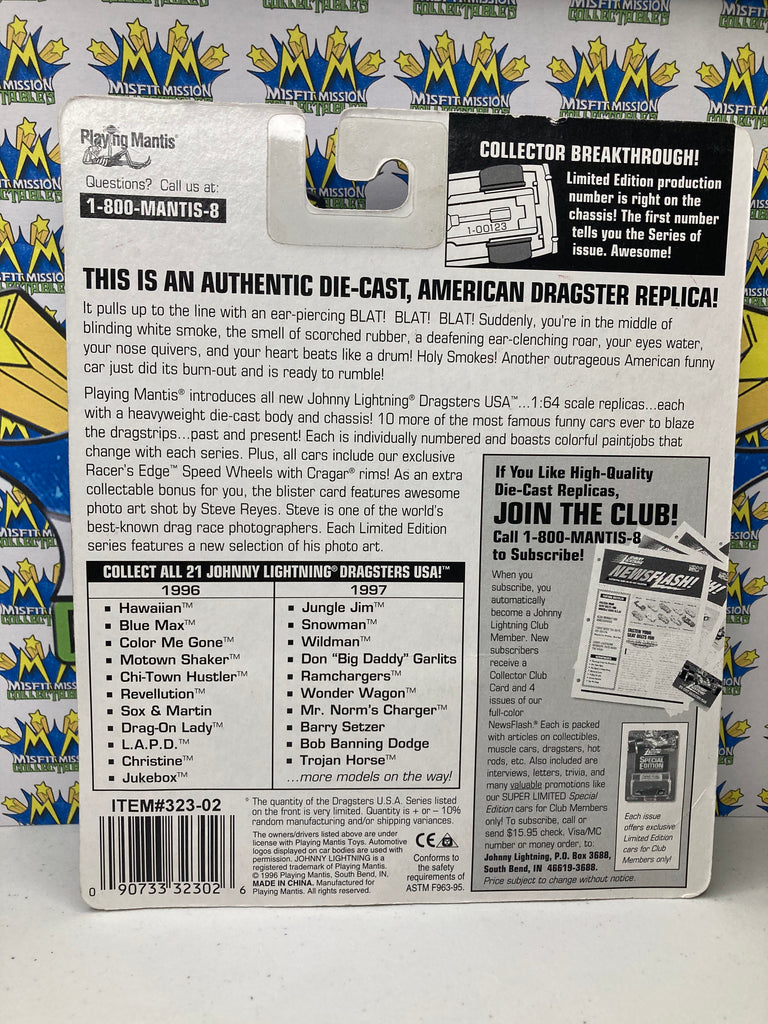 MISFIT MISSION
COLLECTABLES
Playing Mantis®
Questions? Call us at:
1-800-MANTIS-8
COLLECTOR BREAKTHROUGH!
Limited Edition production
number is right on the
chassis! The first number
tells you the Series of
issue. Awesome!
1-00123
THIS IS AN AUTHENTIC DIE-CAST, AMERICAN DRAGSTER REPLICA!
It pulls up to the line with an ear-piercing BLAT! BLAT! BLAT! Suddenly, you're in the middle of
blinding white smoke, the smell of scorched rubber, a deafening ear-clenching roar, your eyes water,
your nose quivers, and your heart beats like a drum! Holy Smokes! Another outrageous American funny
car just did its burn-out and is ready to rumble!
Playing Mantis® introduces all new Johnny Lightning® Dragsters USA™...1:64 scale replicas...each
with a heavyweight die-cast body and chassis! 10 more of the most famous funny cars ever to blaze
the dragstrips...past and present! Each is individually numbered and boasts colorful paintjobs that
change with each series. Plus, all cars include our exclusive
Racer's Edge™ Speed Wheels with Cragar® rims! As an extra
collectable bonus for you, the blister card features awesome
photo art shot by Steve Reyes. Steve is one of the world's
best-known drag race photographers. Each Limited Edition
series features a new selection of his photo art.
COLLECT ALL 21 JOHNNY LIGHTNING® DRAGSTERS USA!™
1996
Hawaiian™
Blue Max™
Color Me Gone™
Motown Shaker™
Chi-Town Hustler™
Revellution™
Sox & Martin
Drag-On Lady™
L.A.P.D.™
Christine™
Jukebox™
1997
Jungle Jim™
Snowman™
Wildman™
Don "Big Daddy" Garlits
Ramchargers™
Wonder Wagon™
Mr. Norm's Charger™
Barry Setzer
Bob Banning Dodge
Trojan Horse™
...more models on the way!
If You Like High-Quality
Die-Cast Replicas,
JOIN THE CLUB!
Call 1-800-MANTIS-8
to Subscribe!
When you
subscribe, you
automatically
become a Johnny
Lightning Club
Member. New
subscribers
receive a
Collector Club
Card and 4
issues of our
full-color
NewsFlash.® Each is packed
with articles on collectibles,
muscle cars, dragsters, hot
rods, etc. Also included are
interviews, letters, trivia, and
many valuable promotions like
our SUPER LIMITED Special
Edition cars for Club Members
only! To subscribe, call or
send $15.95 check, Visa/MC
number or money order, to:
Johnny Lightning, P.O. Box 3688,
South Bend, IN 46619-3688.
Price subject to change without notice.
NEWSFLASH!
SPECIAL
EDITION
Each issue
offers exclusive
Limited Edition
cars for Club
Members only!
ITEM#323-02
0 90733 32302 6
® The quantity of the Dragsters U.S.A. Series listed
on the front is very limited. Quantity is + or – 10%
random manufacturing and/or shipping variances.
The owners/drivers listed above are under
license with Playing Mantis Toys. Automotive
logos displayed on car bodies are used with
permission. JOHNNY LIGHTNING is a
registered trademark of Playing Mantis.
© 1996 Playing Mantis, South Bend, IN.
MADE IN CHINA. Manufactured for
Playing Mantis. All rights reserved.
CE
Conforms to
the safety
requirements of
ASTM F963-95.